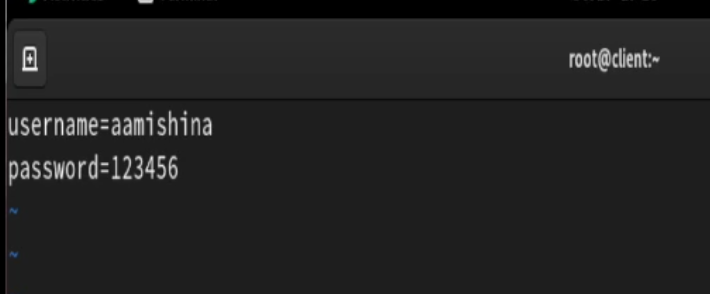 root@client:~
username=aamishina
password=123456
~
~